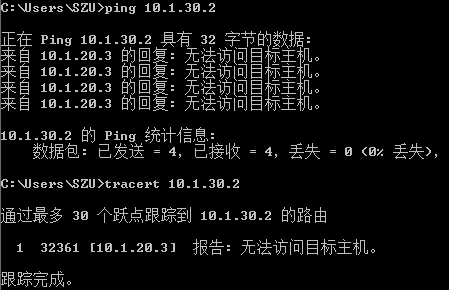 C:\Users\SZU>ping 10.1.30.2
正在 Ping 10.1.30.2 具有 32 字节的数据:
来自 10.1.20.3 的回复: 无法访问目标主机。
来自 10.1.20.3 的回复: 无法访问目标主机。
来自 10.1.20.3 的回复: 无法访问目标主机。
来自 10.1.20.3 的回复: 无法访问目标主机。
10.1.30.2 的 Ping 统计信息:
数据包: 已发送 = 4, 已接收 = 4, 丢失 = 0 (0% 丢失),
C:\Users\SZU>tracert 10.1.30.2
通过最多 30 个跃点跟踪到 10.1.30.2 的路由
1 32361 [10.1.20.3] 报告: 无法访问目标主机。
跟踪完成。